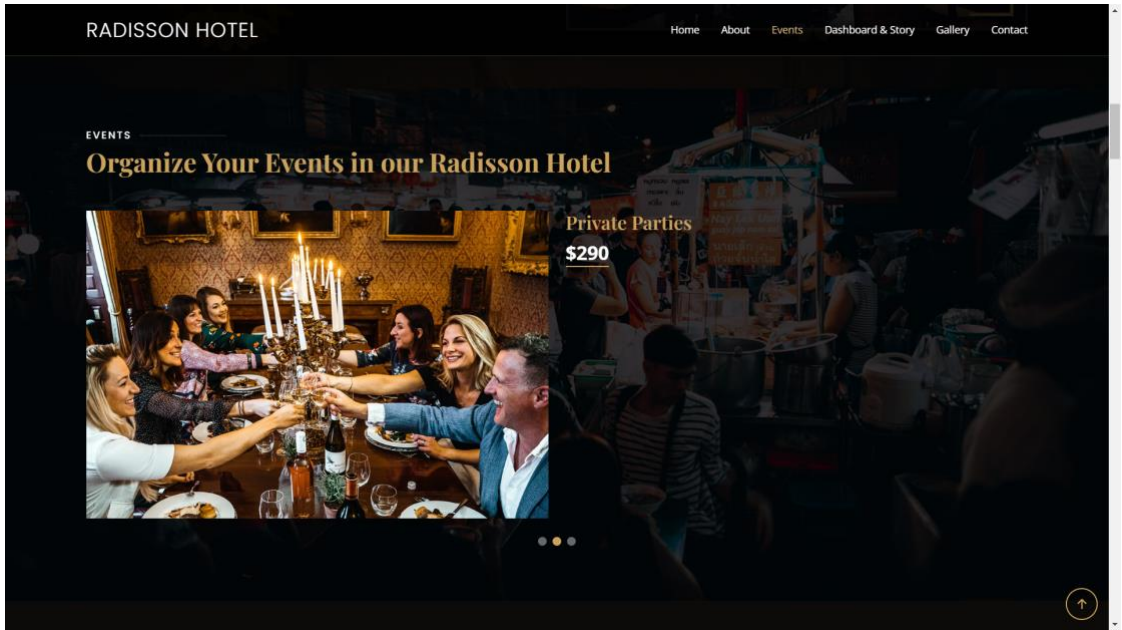 RADISSON HOTEL
Home About Events Dashboard & Story Gallery Contact
EVENTS
Organize Your Events in our Radisson Hotel
Private Parties
$290